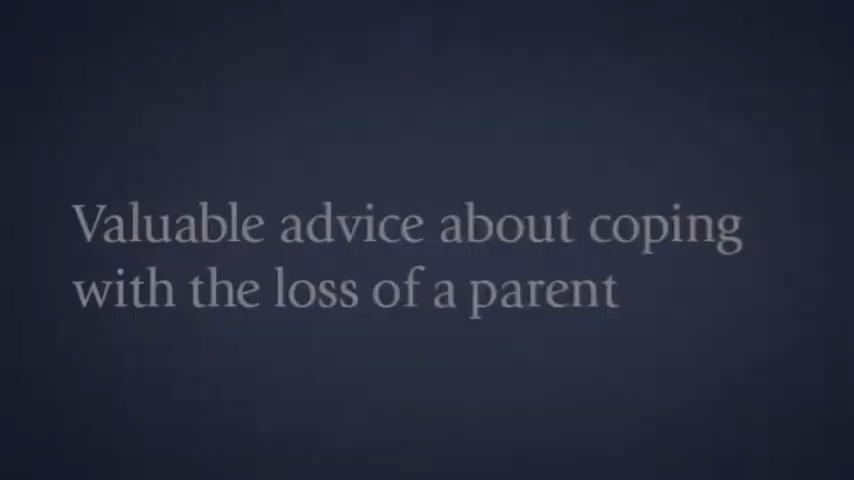 Valuable advice about coping
with the loss of a parent